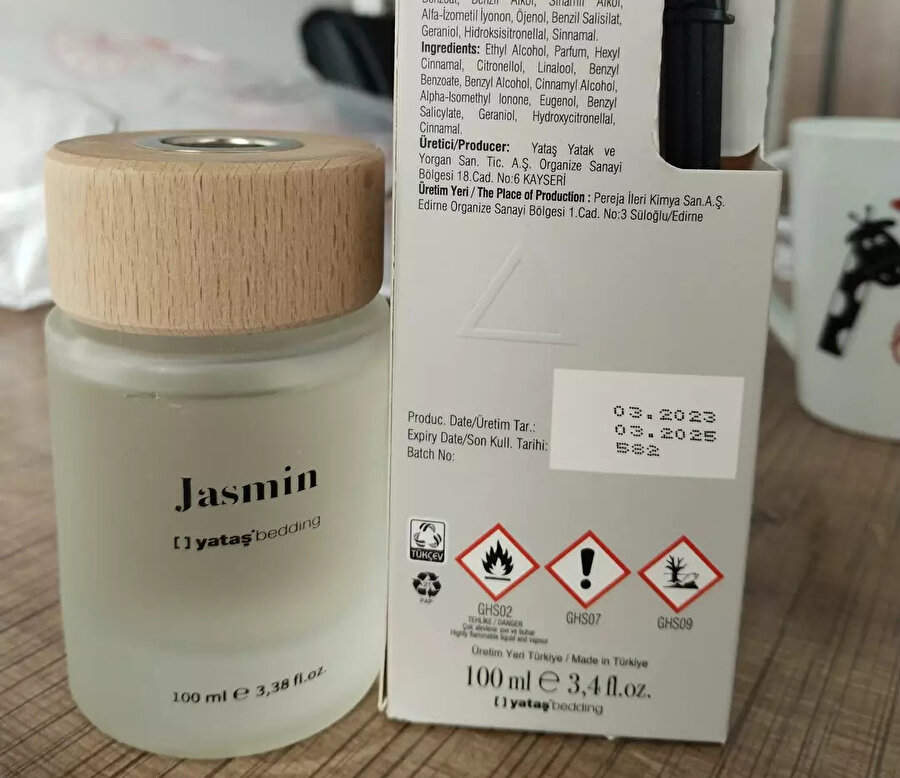 Jasmin
[ ] yataş bedding
100 ml ℮ 3,38 fl.oz.
Benzoat, Benzil Alkol, Sinamil Alkol,
Alfa-İzometil İyonon, Öjenol, Benzil Salisilat,
Geraniol, Hidroksisitronellal, Sinnamal.
Ingredients: Ethyl Alcohol, Parfum, Hexyl
Cinnamal, Citronellol, Linalool, Benzyl
Benzoate, Benzyl Alcohol, Cinnamyl Alcohol,
Alpha-Isomethyl Ionone, Eugenol, Benzyl
Salicylate, Geraniol, Hydroxycitronellal,
Cinnamal.
Üretici/Producer: Yataş Yatak ve
Yorgan San. Tic. A.Ş. Organize Sanayi
Bölgesi 18.Cad. No:6 KAYSERİ
Üretim Yeri / The Place of Production : Pereja İleri Kimya San.A.Ş.
Edirne Organize Sanayi Bölgesi 1.Cad. No:3 Süloğlu/Edirne
Produc. Date/Üretim Tar.: 03.2023
Expiry Date/Son Kull. Tarihi: 03.2025
Batch No: 582
TÜKÇEV
PAP
GHS02
TEHLİKE / DANGER
Çok alevlenir sıvı ve buhar
Highly flammable liquid and vapour
GHS07
GHS09
Üretim Yeri Türkiye / Made in Türkiye
100 ml ℮ 3,4 fl.oz.
[ ] yataş bedding